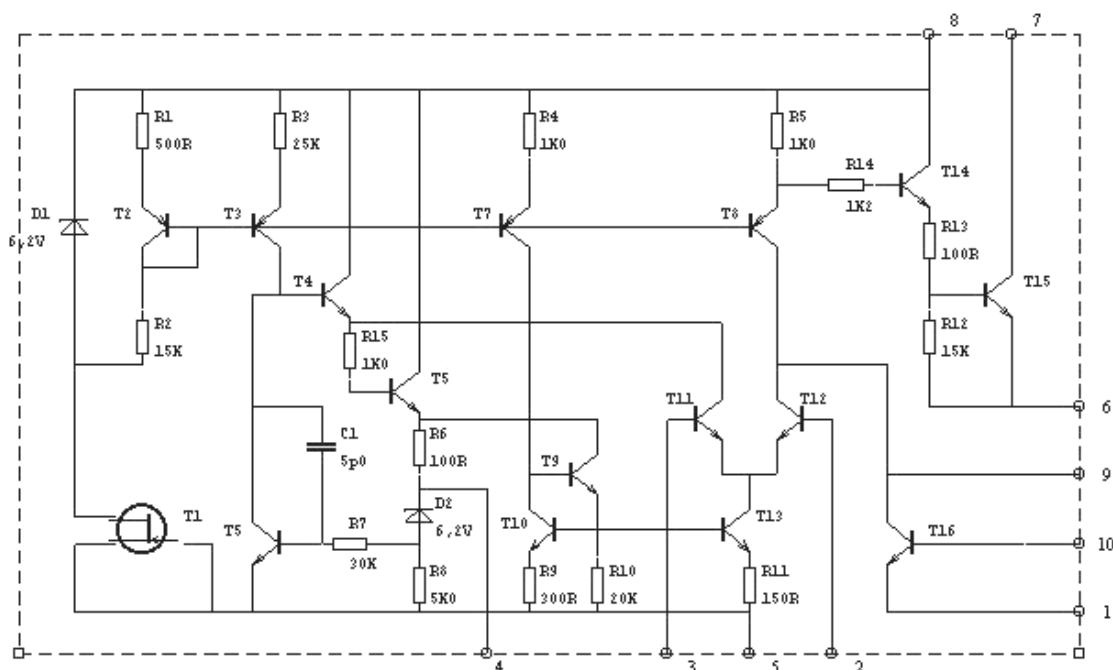 8 7
R1
500R
R3
25K
R4
1K0
R5
1K0
R14
1K2
T14
D1
6,2V
T2
T3
T7
T8
R13
100R
T4
T15
R2
15K
R15
1K0
R12
15K
T5
6
T11
T12
C1
5p0
R6
100R
T9
9
D2
6,2V
T1
T5
R7
30K
T10
T13
T16
10
R8
5K0
R9
300R
R10
20K
R11
150R
1
4 3 5 2